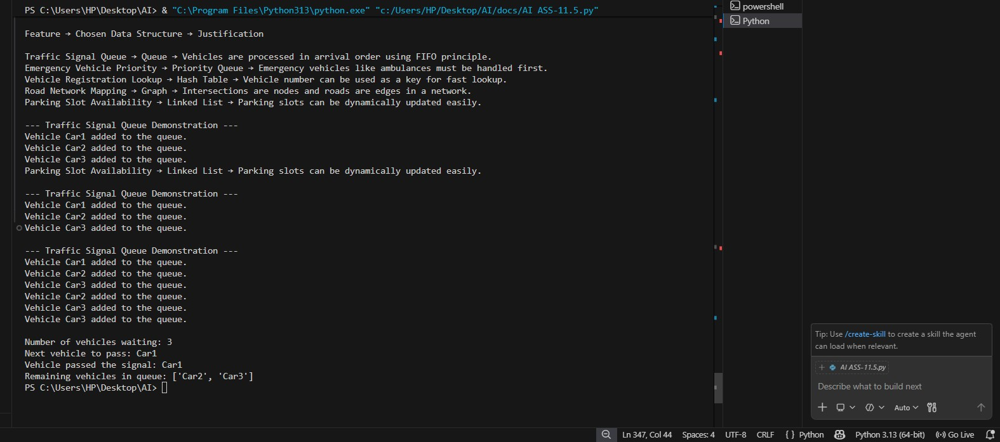 PS C:\Users\HP\Desktop\AI> & "C:\Program Files\Python313\python.exe" "c:/Users/HP/Desktop/AI/docs/AI ASS-11.5.py"
Feature → Chosen Data Structure → Justification
Traffic Signal Queue → Queue → Vehicles are processed in arrival order using FIFO principle.
Emergency Vehicle Priority → Priority Queue → Emergency vehicles like ambulances must be handled first.
Vehicle Registration Lookup → Hash Table → Vehicle number can be used as a key for fast lookup.
Road Network Mapping → Graph → Intersections are nodes and roads are edges in a network.
Parking Slot Availability → Linked List → Parking slots can be dynamically updated easily.
--- Traffic Signal Queue Demonstration ---
Vehicle Car1 added to the queue.
Vehicle Car2 added to the queue.
Vehicle Car3 added to the queue.
Parking Slot Availability → Linked List → Parking slots can be dynamically updated easily.
--- Traffic Signal Queue Demonstration ---
Vehicle Car1 added to the queue.
Vehicle Car2 added to the queue.
Vehicle Car3 added to the queue.
--- Traffic Signal Queue Demonstration ---
Vehicle Car1 added to the queue.
Vehicle Car2 added to the queue.
Vehicle Car3 added to the queue.
Vehicle Car2 added to the queue.
Vehicle Car3 added to the queue.
Vehicle Car3 added to the queue.
Number of vehicles waiting: 3
Next vehicle to pass: Car1
Vehicle passed the signal: Car1
Remaining vehicles in queue: ['Car2', 'Car3']
PS C:\Users\HP\Desktop\AI>
powershell
Python
Tip: Use /create-skill to create a skill the agent
can load when relevant.
AI ASS-11.5.py
Describe what to build next
Auto
Ln 347, Col 44 Spaces: 4 UTF-8 CRLF { } Python Python 3.13 (64-bit) Go Live